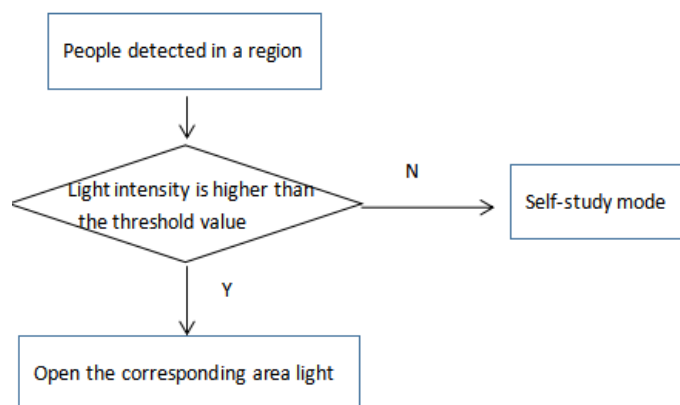 People detected in a region
Light intensity is higher than
the threshold value
N
Self-study mode
Y
Open the corresponding area light